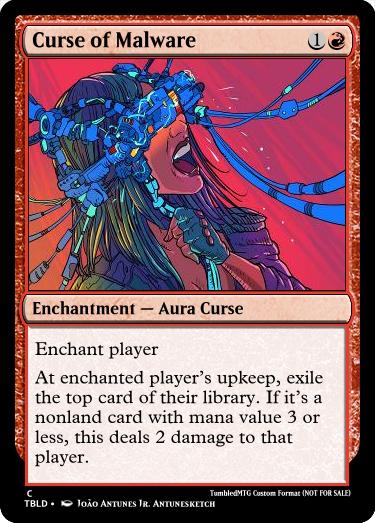 Curse of Malware 1
Enchantment — Aura Curse
Enchant player
At enchanted player's upkeep, exile
the top card of their library. If it's a
nonland card with mana value 3 or
less, this deals 2 damage to that
player.
C
TumbledMTG Custom Format (NOT FOR SALE)
TBLD • João Antunes Jr. Antunesketch